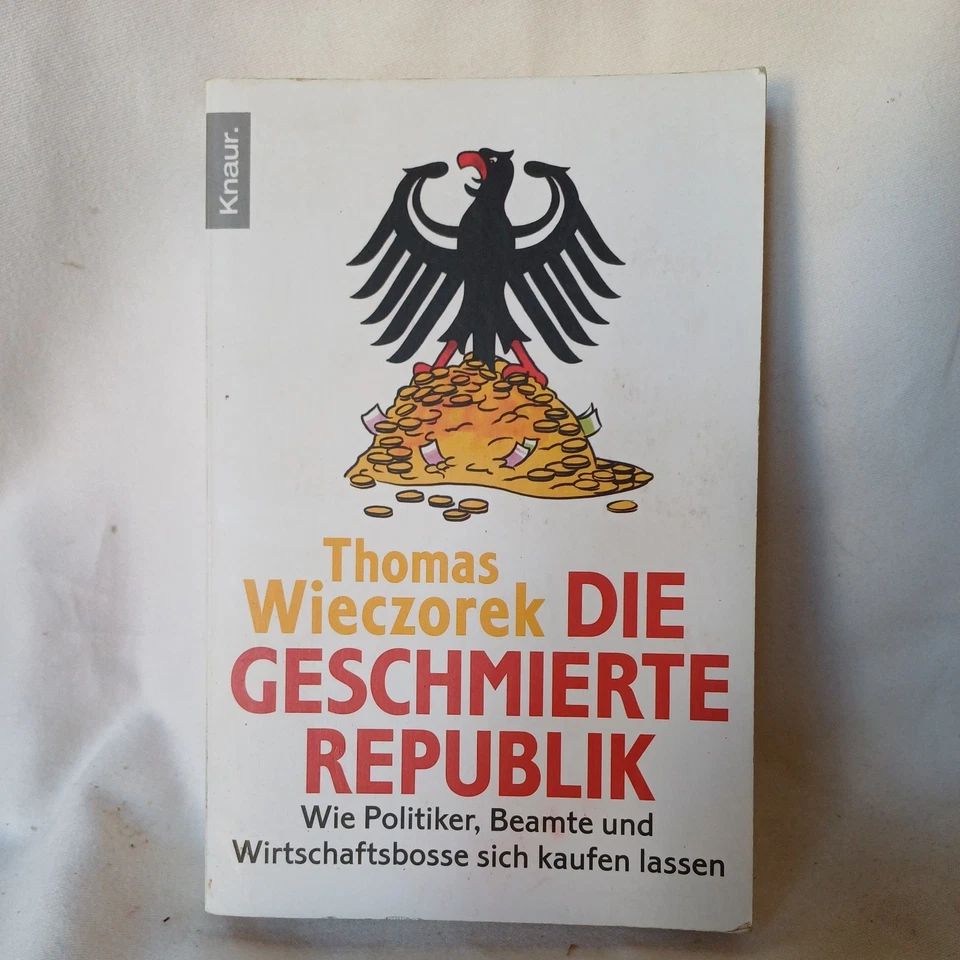 Knaur.
Thomas
Wieczorek DIE
GESCHMIERTE
REPUBLIK
Wie Politiker, Beamte und
Wirtschaftsbosse sich kaufen lassen